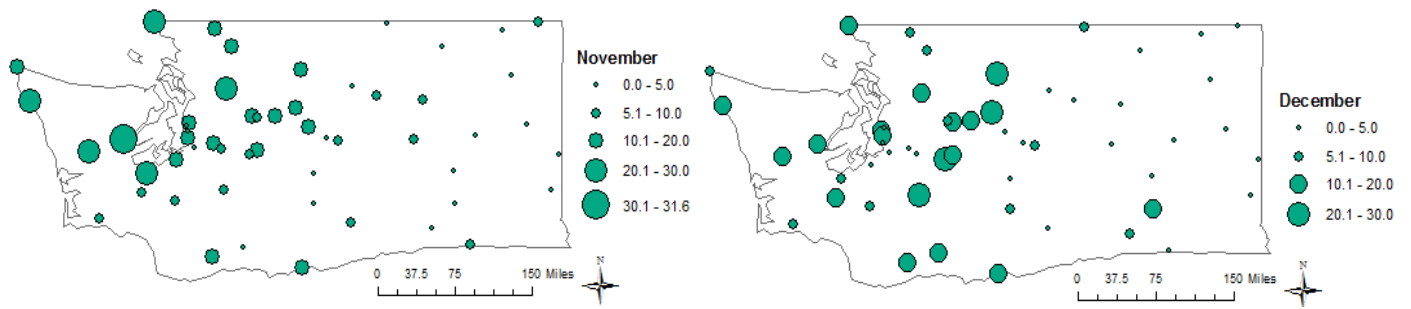 November
0.0 - 5.0
5.1 - 10.0
10.1 - 20.0
20.1 - 30.0
30.1 - 31.6
0 37.5 75 150 Miles
N
December
0.0 - 5.0
5.1 - 10.0
10.1 - 20.0
20.1 - 30.0
0 37.5 75 150 Miles
N